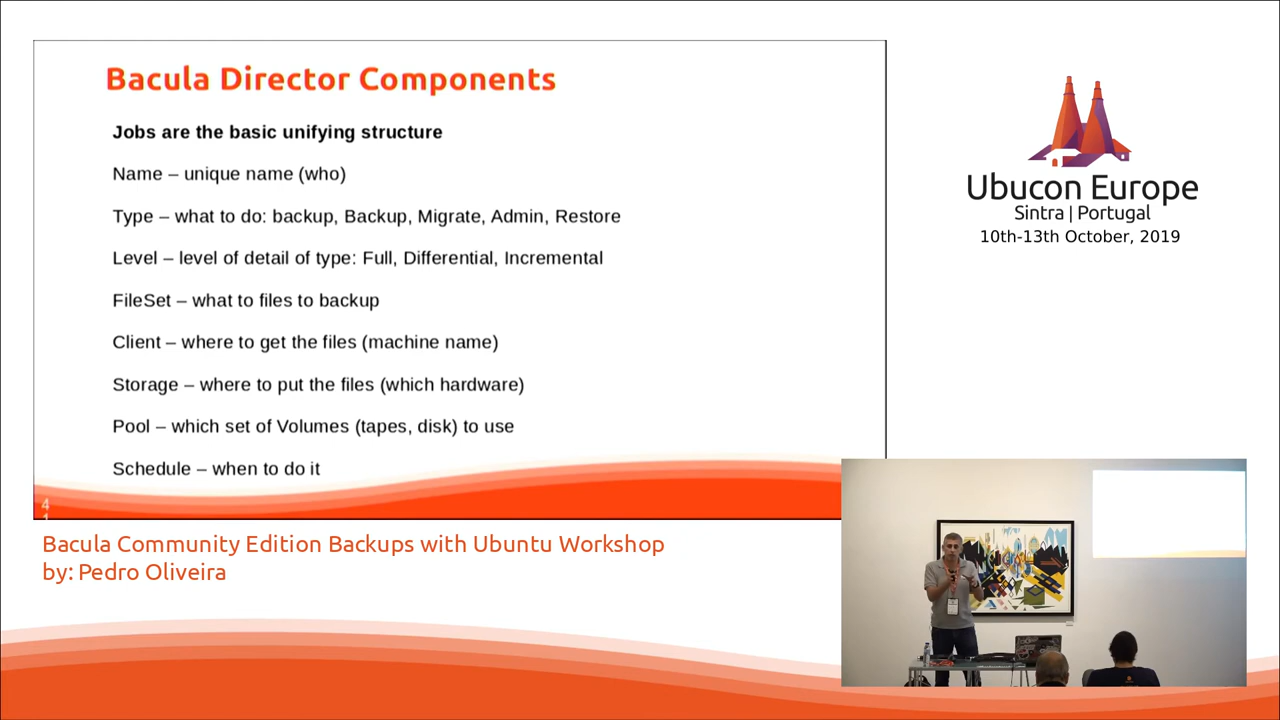 Bacula Director Components
Jobs are the basic unifying structure
Name – unique name (who)
Type – what to do: backup, Backup, Migrate, Admin, Restore
Level – level of detail of type: Full, Differential, Incremental
FileSet – what to files to backup
Client – where to get the files (machine name)
Storage – where to put the files (which hardware)
Pool – which set of Volumes (tapes, disk) to use
Schedule – when to do it
4
1
Ubucon Europe
Sintra | Portugal
10th-13th October, 2019
Bacula Community Edition Backups with Ubuntu Workshop
by: Pedro Oliveira